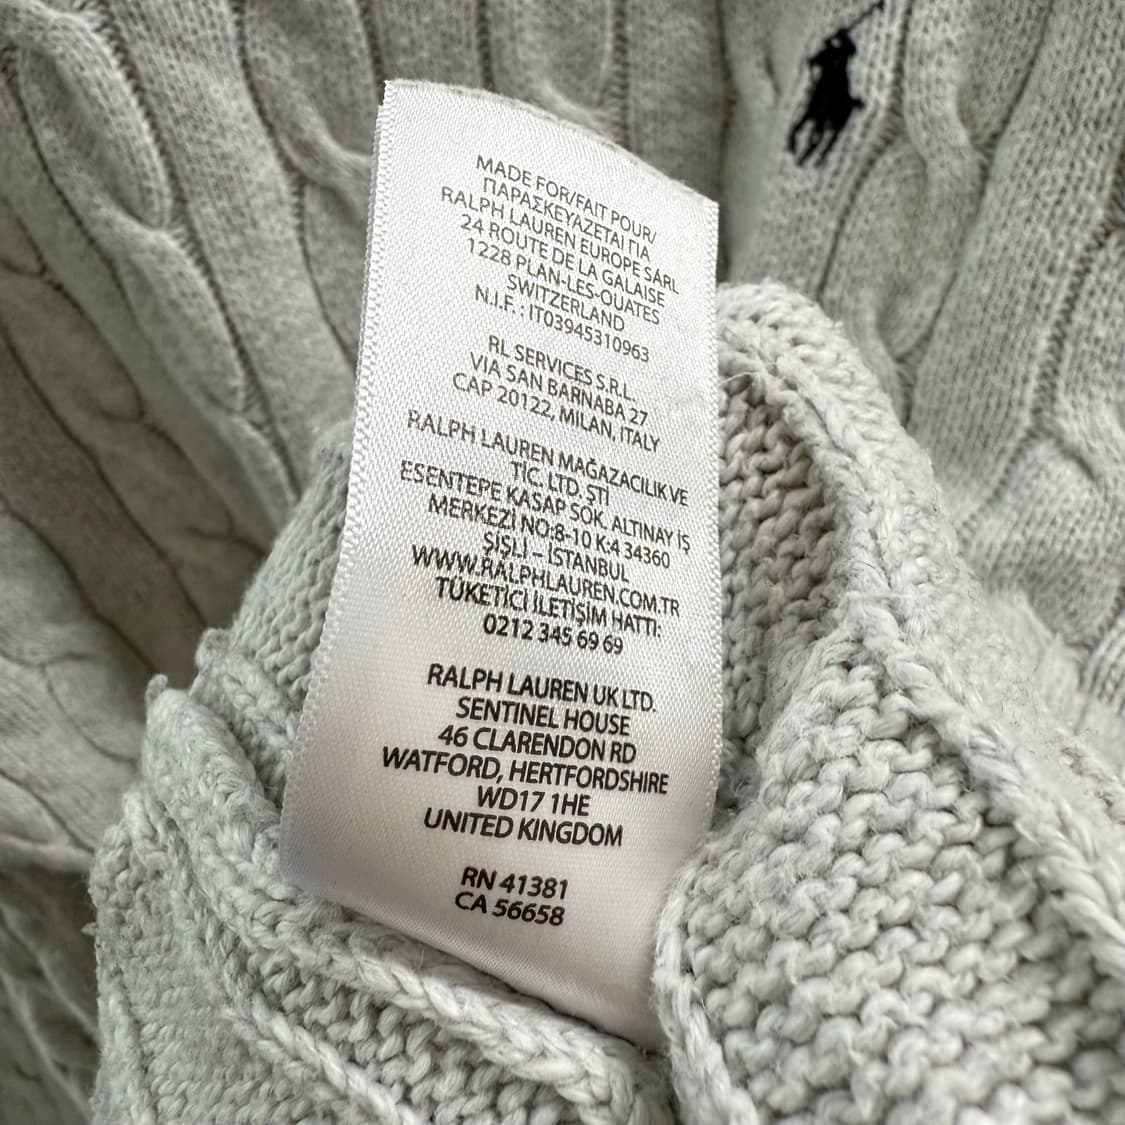 MADE FOR/FAIT POUR/
ΠΑΡΑΣΚΕΥΑΖΕΤΑΙ ΓΙΑ
RALPH LAUREN EUROPE SÀRL
24 ROUTE DE LA GALAISE
1228 PLAN-LES-OUATES
SWITZERLAND
N.I.F. : IT03945310963
RL SERVICES S.R.L.
VIA SAN BARNABA 27
CAP 20122, MILAN, ITALY
RALPH LAUREN MAĞAZACILIK VE
TİC. LTD. ŞTİ
ESENTEPE KASAP SOK. ALTINAY İŞ
MERKEZİ NO:8-10 K:4 34360
ŞİŞLİ – İSTANBUL
WWW.RALPHLAUREN.COM.TR
TÜKETİCİ İLETİŞİM HATTI:
0212 345 69 69
RALPH LAUREN UK LTD.
SENTINEL HOUSE
46 CLARENDON RD
WATFORD, HERTFORDSHIRE
WD17 1HE
UNITED KINGDOM
RN 41381
CA 56658